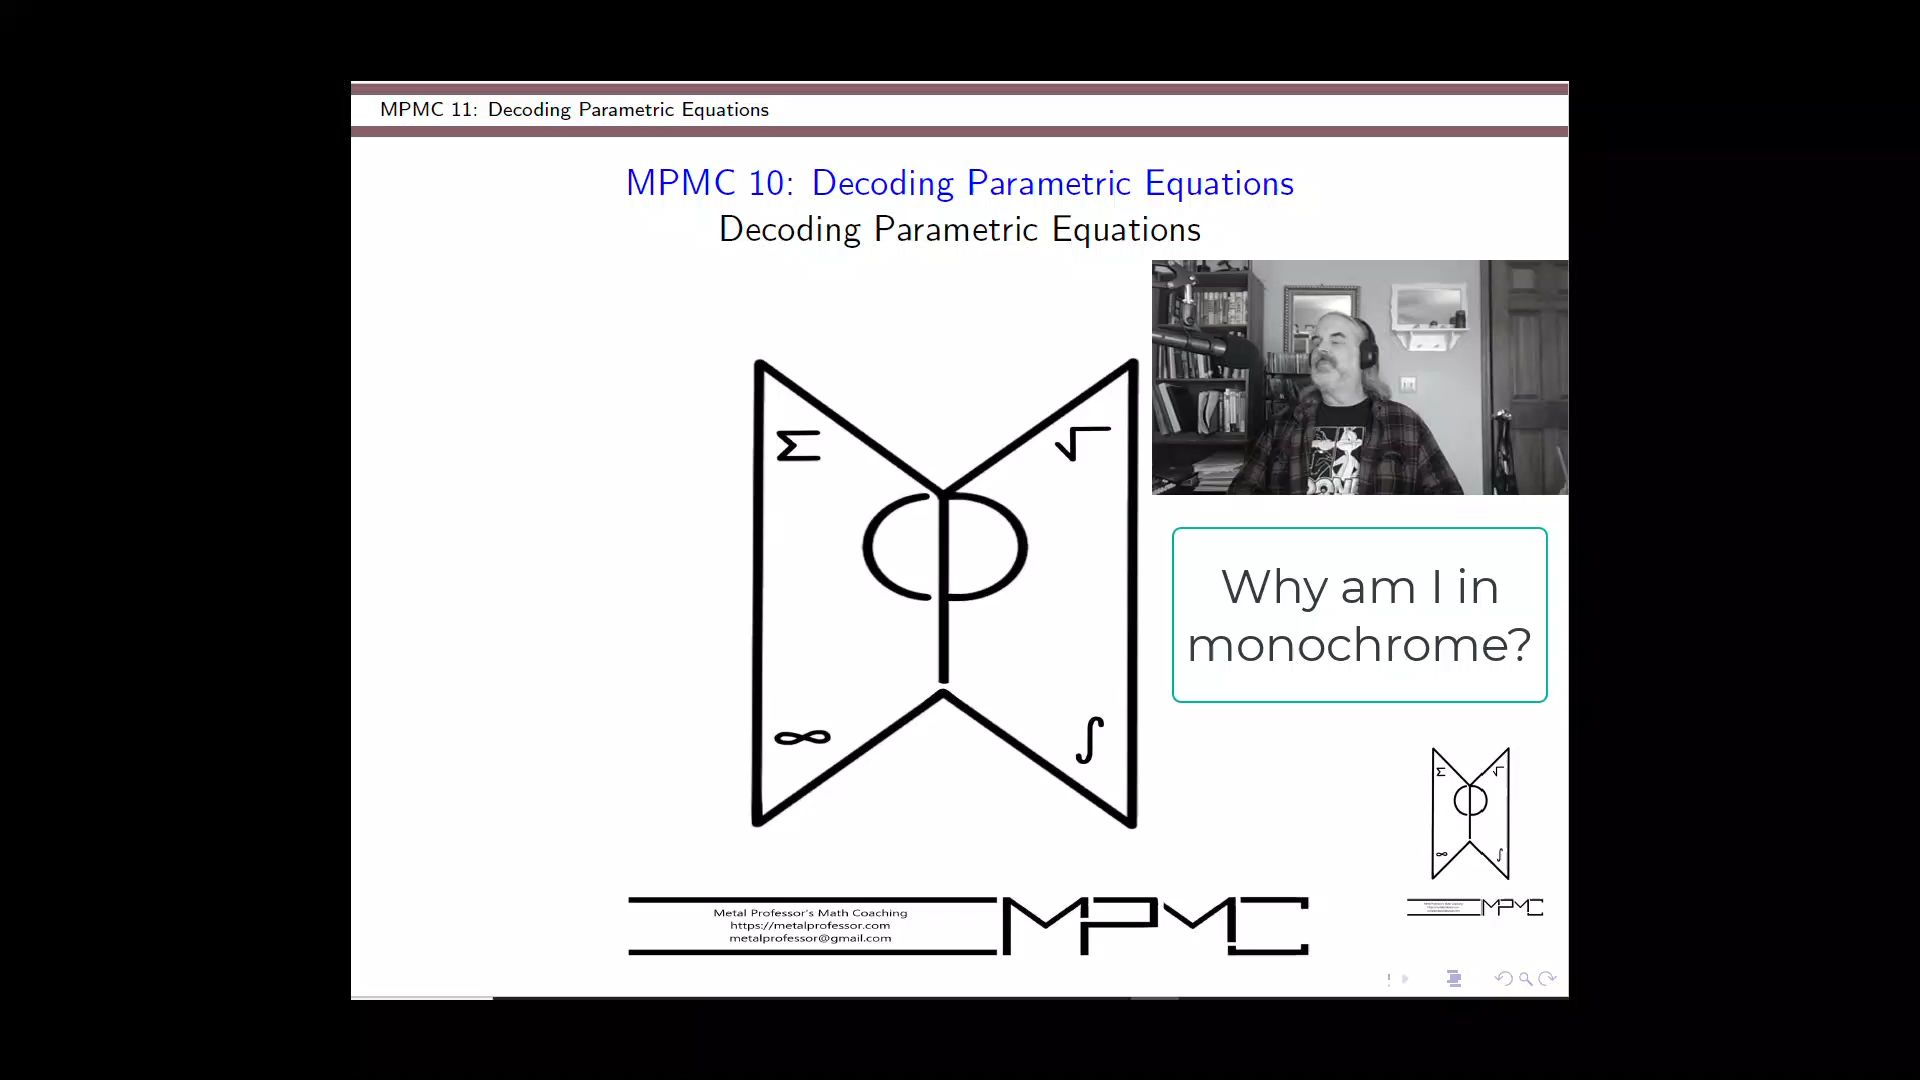 MPMC 11: Decoding Parametric Equations
MPMC 10: Decoding Parametric Equations
Decoding Parametric Equations
Σ
√
Why am I in
monochrome?
∞
∫
Metal Professor's Math Coaching
https://metalprofessor.com
metalprofessor@gmail.com
MPMC
Σ
√
∞
∫
MPMC